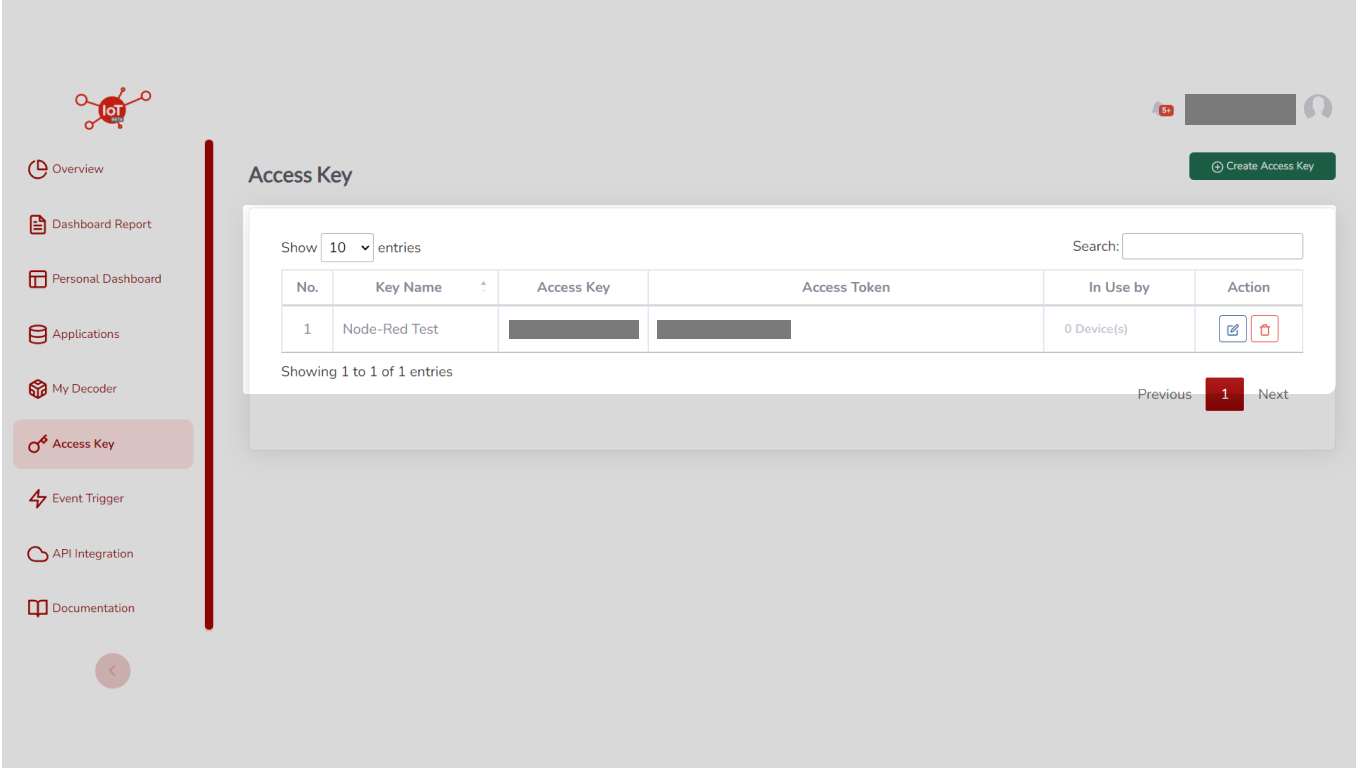 IoT
5+
Overview
Dashboard Report
Personal Dashboard
Applications
My Decoder
Access Key
Event Trigger
API Integration
Documentation
Access Key
Create Access Key
Show 10 entries
Search:
No. Key Name Access Key Access Token In Use by Action
1 Node-Red Test 0 Device(s)
Showing 1 to 1 of 1 entries
Previous 1 Next